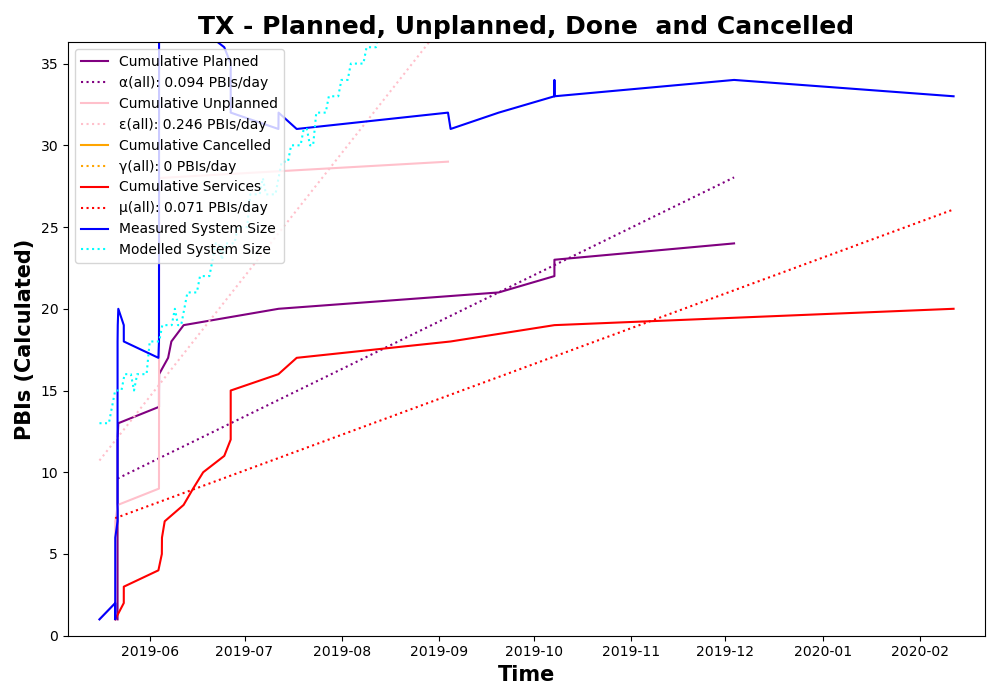 TX - Planned, Unplanned, Done  and Cancelled
Cumulative Planned
α(all): 0.094 PBIs/day
Cumulative Unplanned
ε(all): 0.246 PBIs/day
Cumulative Cancelled
γ(all): 0 PBIs/day
Cumulative Services
μ(all): 0.071 PBIs/day
Measured System Size
Modelled System Size
PBIs (Calculated)
35
30
25
20
15
10
5
0
2019-06 2019-07 2019-08 2019-09 2019-10 2019-11 2019-12 2020-01 2020-02
Time